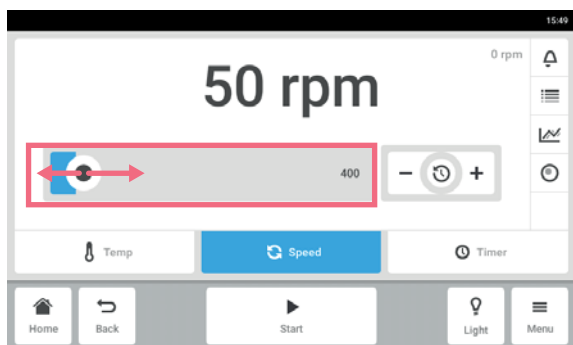 15:49
0 rpm
50 rpm
400
− +
Temp
Speed
Timer
Home
Back
Start
Light
Menu